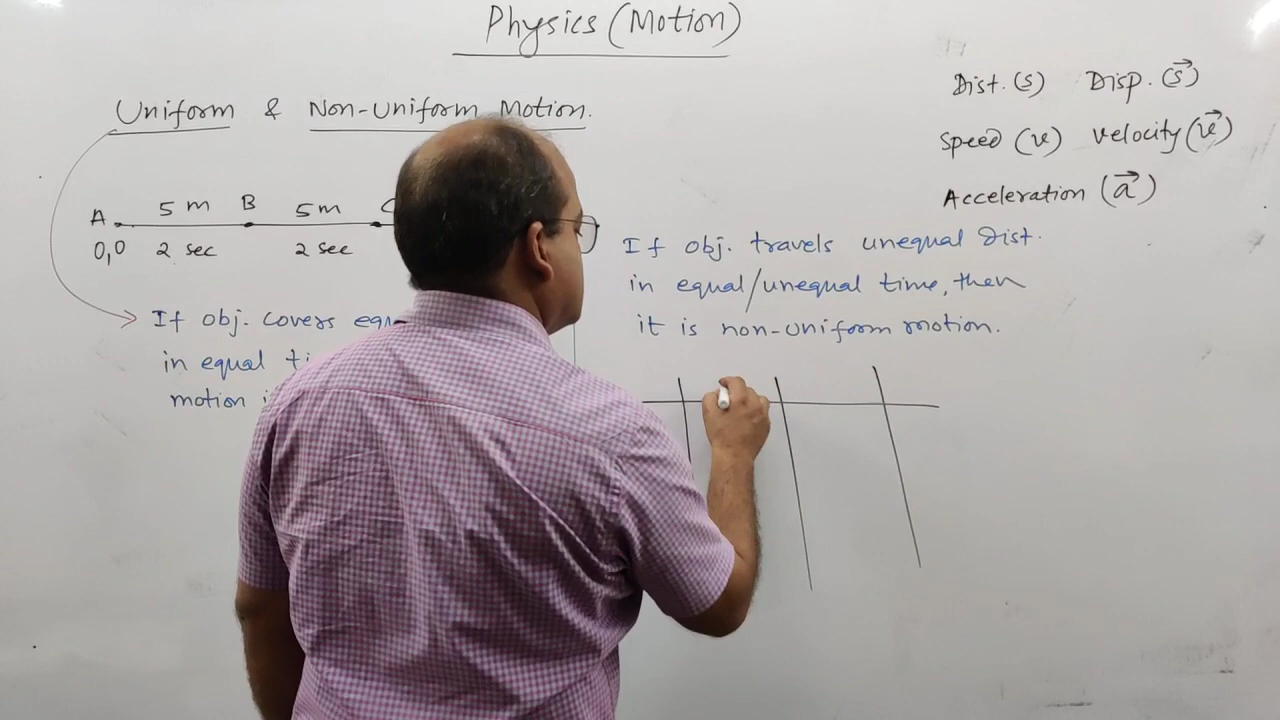 Physics (Motion)
Uniform & Non-Uniform Motion.
Dist. (s) Disp. (s⃗)
Speed (v) Velocity (v⃗)
Acceleration (a⃗)
A 5 m B 5m C
0,0 2 sec 2 sec
If obj. covers
in equal
motion
If obj. travels unequal Dist.
in equal/unequal time, then
it is non-uniform motion.